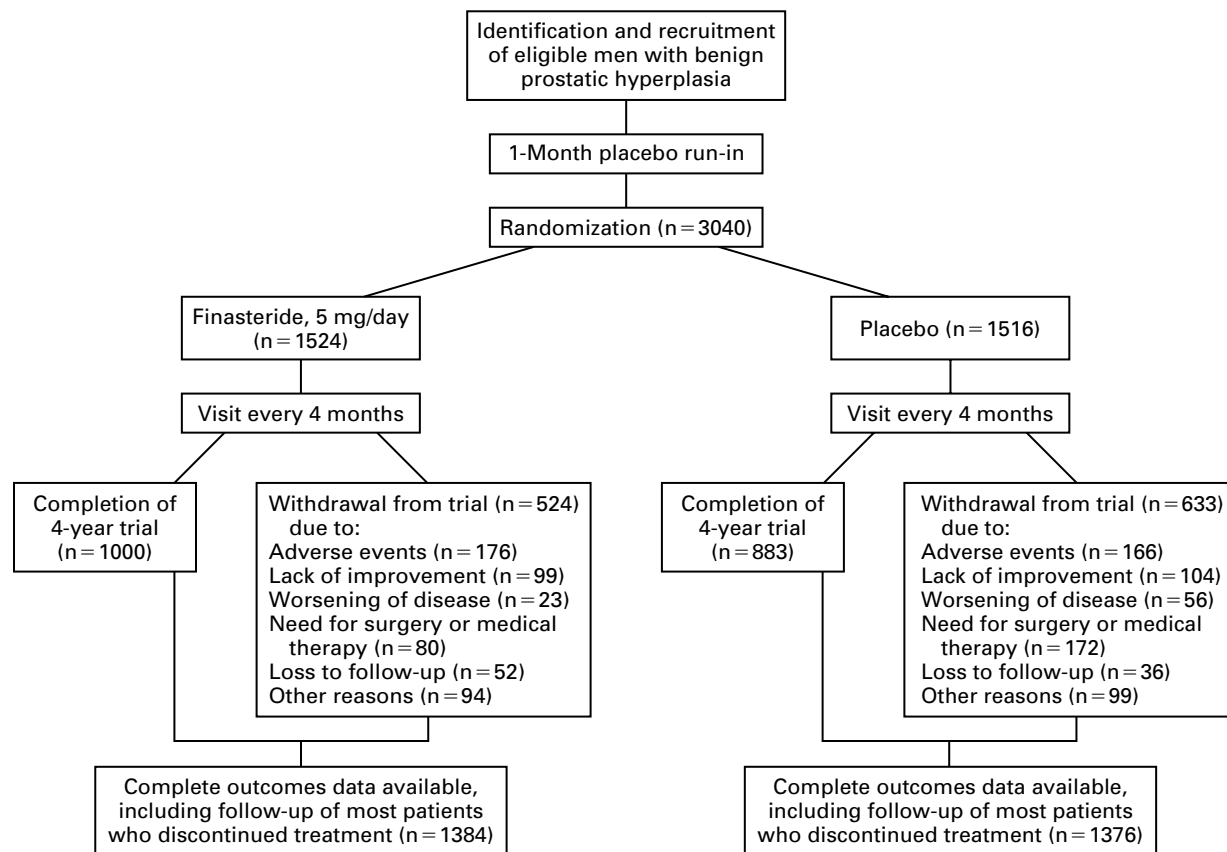 Identification and recruitment
of eligible men with benign
prostatic hyperplasia
1-Month placebo run-in
Randomization (n=3040)
Finasteride, 5 mg/day
(n=1524)
Placebo (n=1516)
Visit every 4 months
Visit every 4 months
Completion of
4-year trial
(n=1000)
Withdrawal from trial (n=524)
due to:
Adverse events (n=176)
Lack of improvement (n=99)
Worsening of disease (n=23)
Need for surgery or medical
therapy (n=80)
Loss to follow-up (n=52)
Other reasons (n=94)
Completion of
4-year trial
(n=883)
Withdrawal from trial (n=633)
due to:
Adverse events (n=166)
Lack of improvement (n=104)
Worsening of disease (n=56)
Need for surgery or medical
therapy (n=172)
Loss to follow-up (n=36)
Other reasons (n=99)
Complete outcomes data available,
including follow-up of most patients
who discontinued treatment (n=1384)
Complete outcomes data available,
including follow-up of most patients
who discontinued treatment (n=1376)